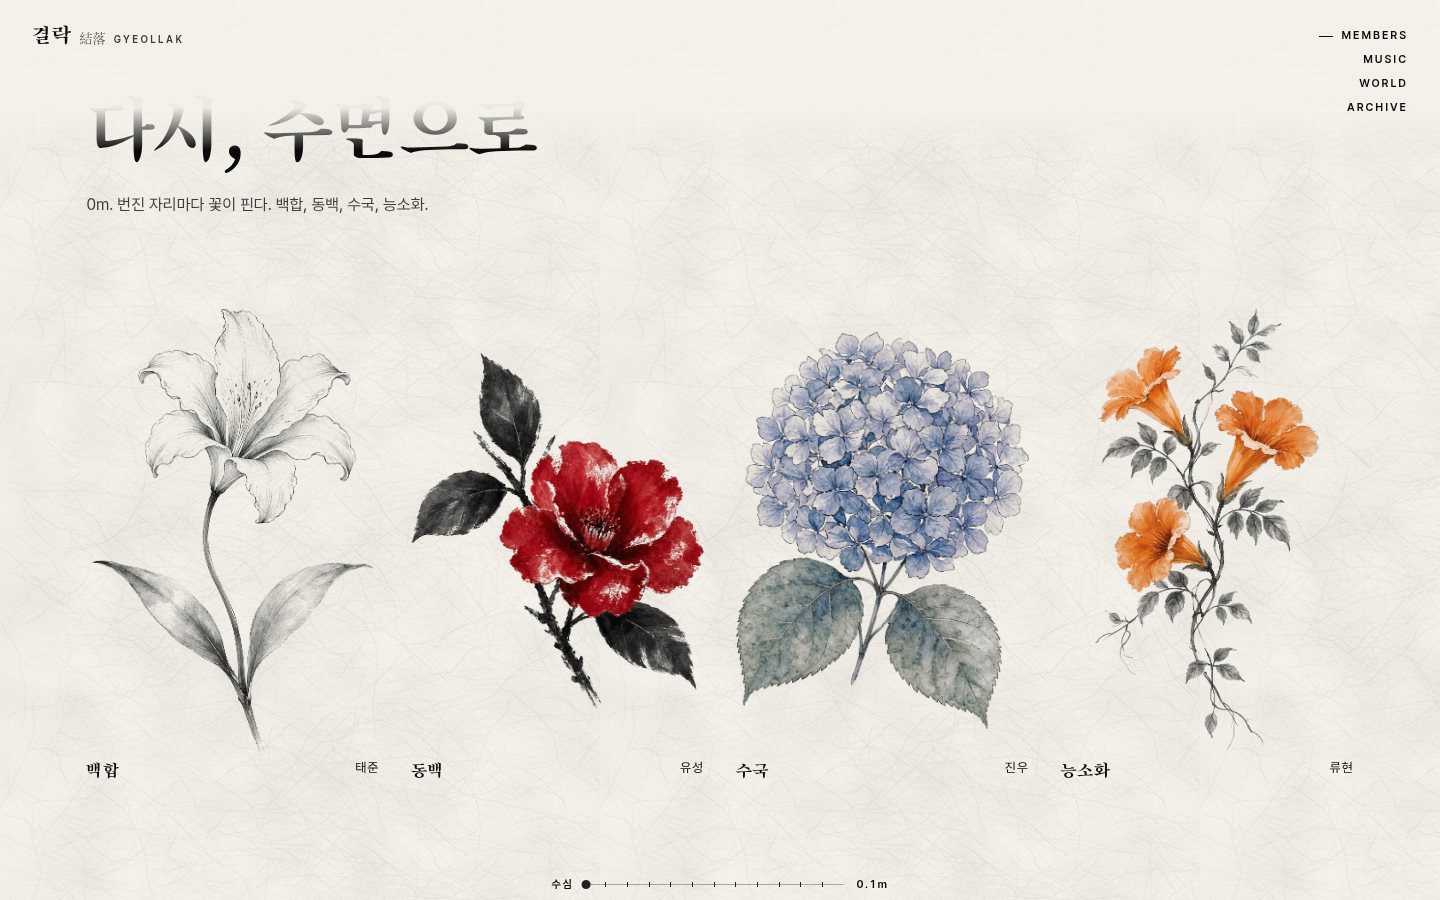 결락 結落 GYEOLLAK
MEMBERS
MUSIC
WORLD
ARCHIVE
다시, 수면으로
0m. 번진 자리마다 꽃이 핀다. 백합, 동백, 수국, 능소화.
백합 태준 동백 유성 수국 진우 능소화 류현
수심 0.1m